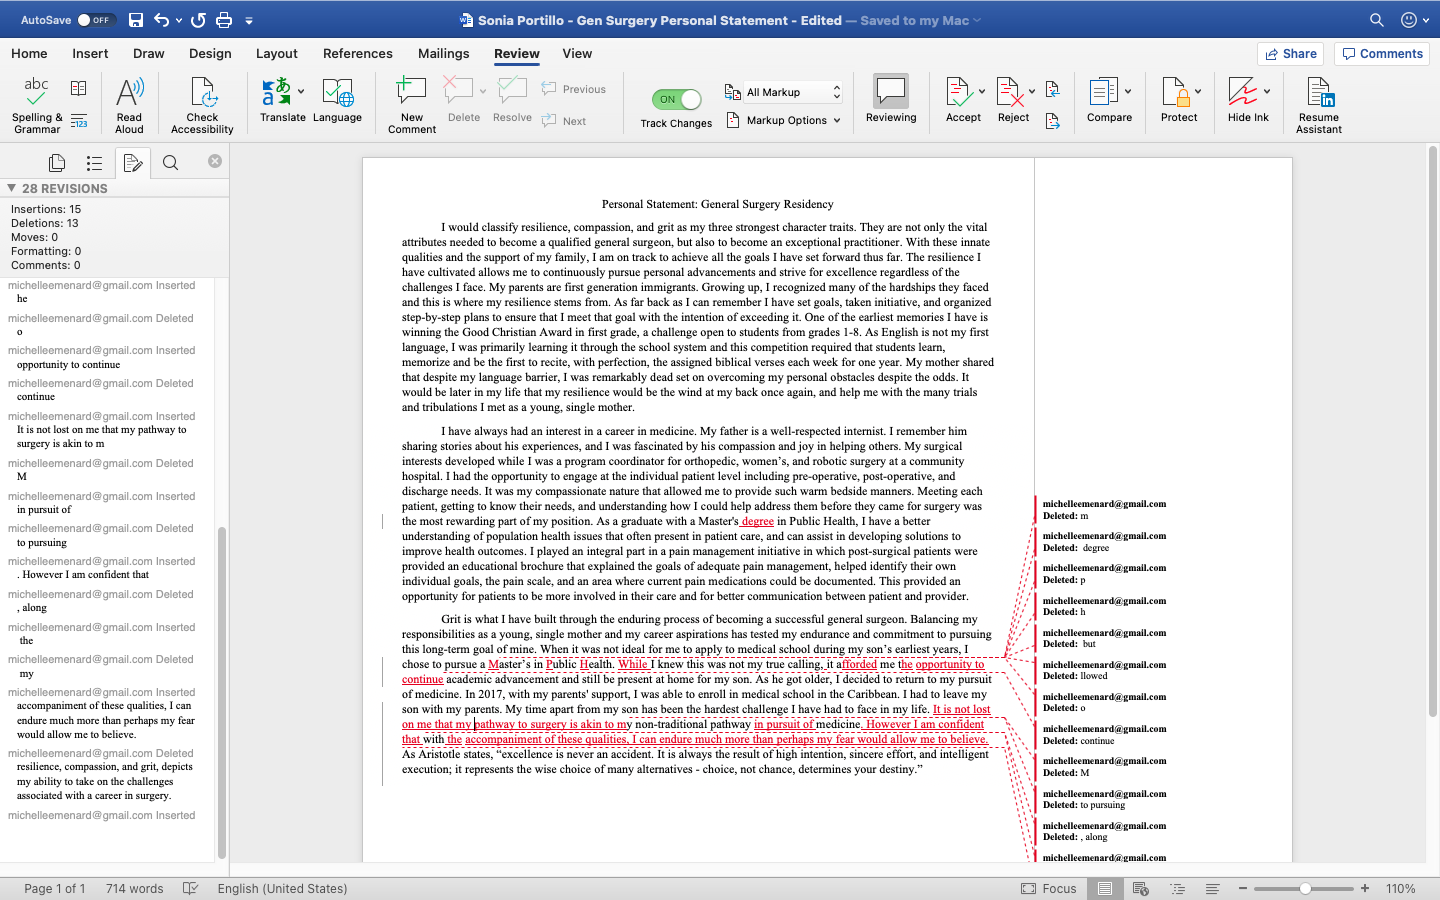 AutoSave OFF
Sonia Portillo - Gen Surgery Personal Statement - Edited — Saved to my Mac
Home Insert Draw Design Layout References Mailings Review View
Share Comments
Spelling & Grammar
Read Aloud
Check Accessibility
Translate
Language
New Comment
Delete
Resolve
Previous
Next
ON
Track Changes
All Markup
Markup Options
Reviewing
Accept
Reject
Compare
Protect
Hide Ink
Resume Assistant
28 REVISIONS
Insertions: 15
Deletions: 13
Moves: 0
Formatting: 0
Comments: 0
michelleemenard@gmail.com Inserted
he
michelleemenard@gmail.com Deleted
o
michelleemenard@gmail.com Inserted
opportunity to continue
michelleemenard@gmail.com Deleted
continue
michelleemenard@gmail.com Inserted
It is not lost on me that my pathway to
surgery is akin to m
michelleemenard@gmail.com Deleted
M
michelleemenard@gmail.com Inserted
in pursuit of
michelleemenard@gmail.com Deleted
to pursuing
michelleemenard@gmail.com Inserted
. However I am confident that
michelleemenard@gmail.com Deleted
, along
michelleemenard@gmail.com Inserted
the
michelleemenard@gmail.com Deleted
my
michelleemenard@gmail.com Inserted
accompaniment of these qualities, I can
endure much more than perhaps my fear
would allow me to believe.
michelleemenard@gmail.com Deleted
resilience, compassion, and grit, depicts
my ability to take on the challenges
associated with a career in surgery.
michelleemenard@gmail.com Inserted
Personal Statement: General Surgery Residency
I would classify resilience, compassion, and grit as my three strongest character traits. They are not only the vital
attributes needed to become a qualified general surgeon, but also to become an exceptional practitioner. With these innate
qualities and the support of my family, I am on track to achieve all the goals I have set forward thus far. The resilience I
have cultivated allows me to continuously pursue personal advancements and strive for excellence regardless of the
challenges I face. My parents are first generation immigrants. Growing up, I recognized many of the hardships they faced
and this is where my resilience stems from. As far back as I can remember I have set goals, taken initiative, and organized
step-by-step plans to ensure that I meet that goal with the intention of exceeding it. One of the earliest memories I have is
winning the Good Christian Award in first grade, a challenge open to students from grades 1-8. As English is not my first
language, I was primarily learning it through the school system and this competition required that students learn,
memorize and be the first to recite, with perfection, the assigned biblical verses each week for one year. My mother shared
that despite my language barrier, I was remarkably dead set on overcoming my personal obstacles despite the odds. It
would be later in my life that my resilience would be the wind at my back once again, and help me with the many trials
and tribulations I met as a young, single mother.
I have always had an interest in a career in medicine. My father is a well-respected internist. I remember him
sharing stories about his experiences, and I was fascinated by his compassion and joy in helping others. My surgical
interests developed while I was a program coordinator for orthopedic, women's, and robotic surgery at a community
hospital. I had the opportunity to engage at the individual patient level including pre-operative, post-operative, and
discharge needs. It was my compassionate nature that allowed me to provide such warm bedside manners. Meeting each
patient, getting to know their needs, and understanding how I could help address them before they came for surgery was
the most rewarding part of my position. As a graduate with a Master's degree in Public Health, I have a better
understanding of population health issues that often present in patient care, and can assist in developing solutions to
improve health outcomes. I played an integral part in a pain management initiative in which post-surgical patients were
provided an educational brochure that explained the goals of adequate pain management, helped identify their own
individual goals, the pain scale, and an area where current pain medications could be documented. This provided an
opportunity for patients to be more involved in their care and for better communication between patient and provider.
Grit is what I have built through the enduring process of becoming a successful general surgeon. Balancing my
responsibilities as a young, single mother and my career aspirations has tested my endurance and commitment to pursuing
this long-term goal of mine. When it was not ideal for me to apply to medical school during my son's earliest years, I
chose to pursue a Master's in Public Health. While I knew this was not my true calling, it afforded me the opportunity to
continue academic advancement and still be present at home for my son. As he got older, I decided to return to my pursuit
of medicine. In 2017, with my parents' support, I was able to enroll in medical school in the Caribbean. I had to leave my
son with my parents. My time apart from my son has been the hardest challenge I have had to face in my life. It is not lost
on me that my pathway to surgery is akin to my non-traditional pathway in pursuit of medicine. However I am confident
that with the accompaniment of these qualities, I can endure much more than perhaps my fear would allow me to believe.
As Aristotle states, “excellence is never an accident. It is always the result of high intention, sincere effort, and intelligent
execution; it represents the wise choice of many alternatives - choice, not chance, determines your destiny.”
michelleemenard@gmail.com
Deleted: m
michelleemenard@gmail.com
Deleted: degree
michelleemenard@gmail.com
Deleted: p
michelleemenard@gmail.com
Deleted: h
michelleemenard@gmail.com
Deleted: but
michelleemenard@gmail.com
Deleted: llowed
michelleemenard@gmail.com
Deleted: o
michelleemenard@gmail.com
Deleted: continue
michelleemenard@gmail.com
Deleted: M
michelleemenard@gmail.com
Deleted: to pursuing
michelleemenard@gmail.com
Deleted: , along
michelleemenard@gmail.com
Page 1 of 1 714 words English (United States) Focus 110%